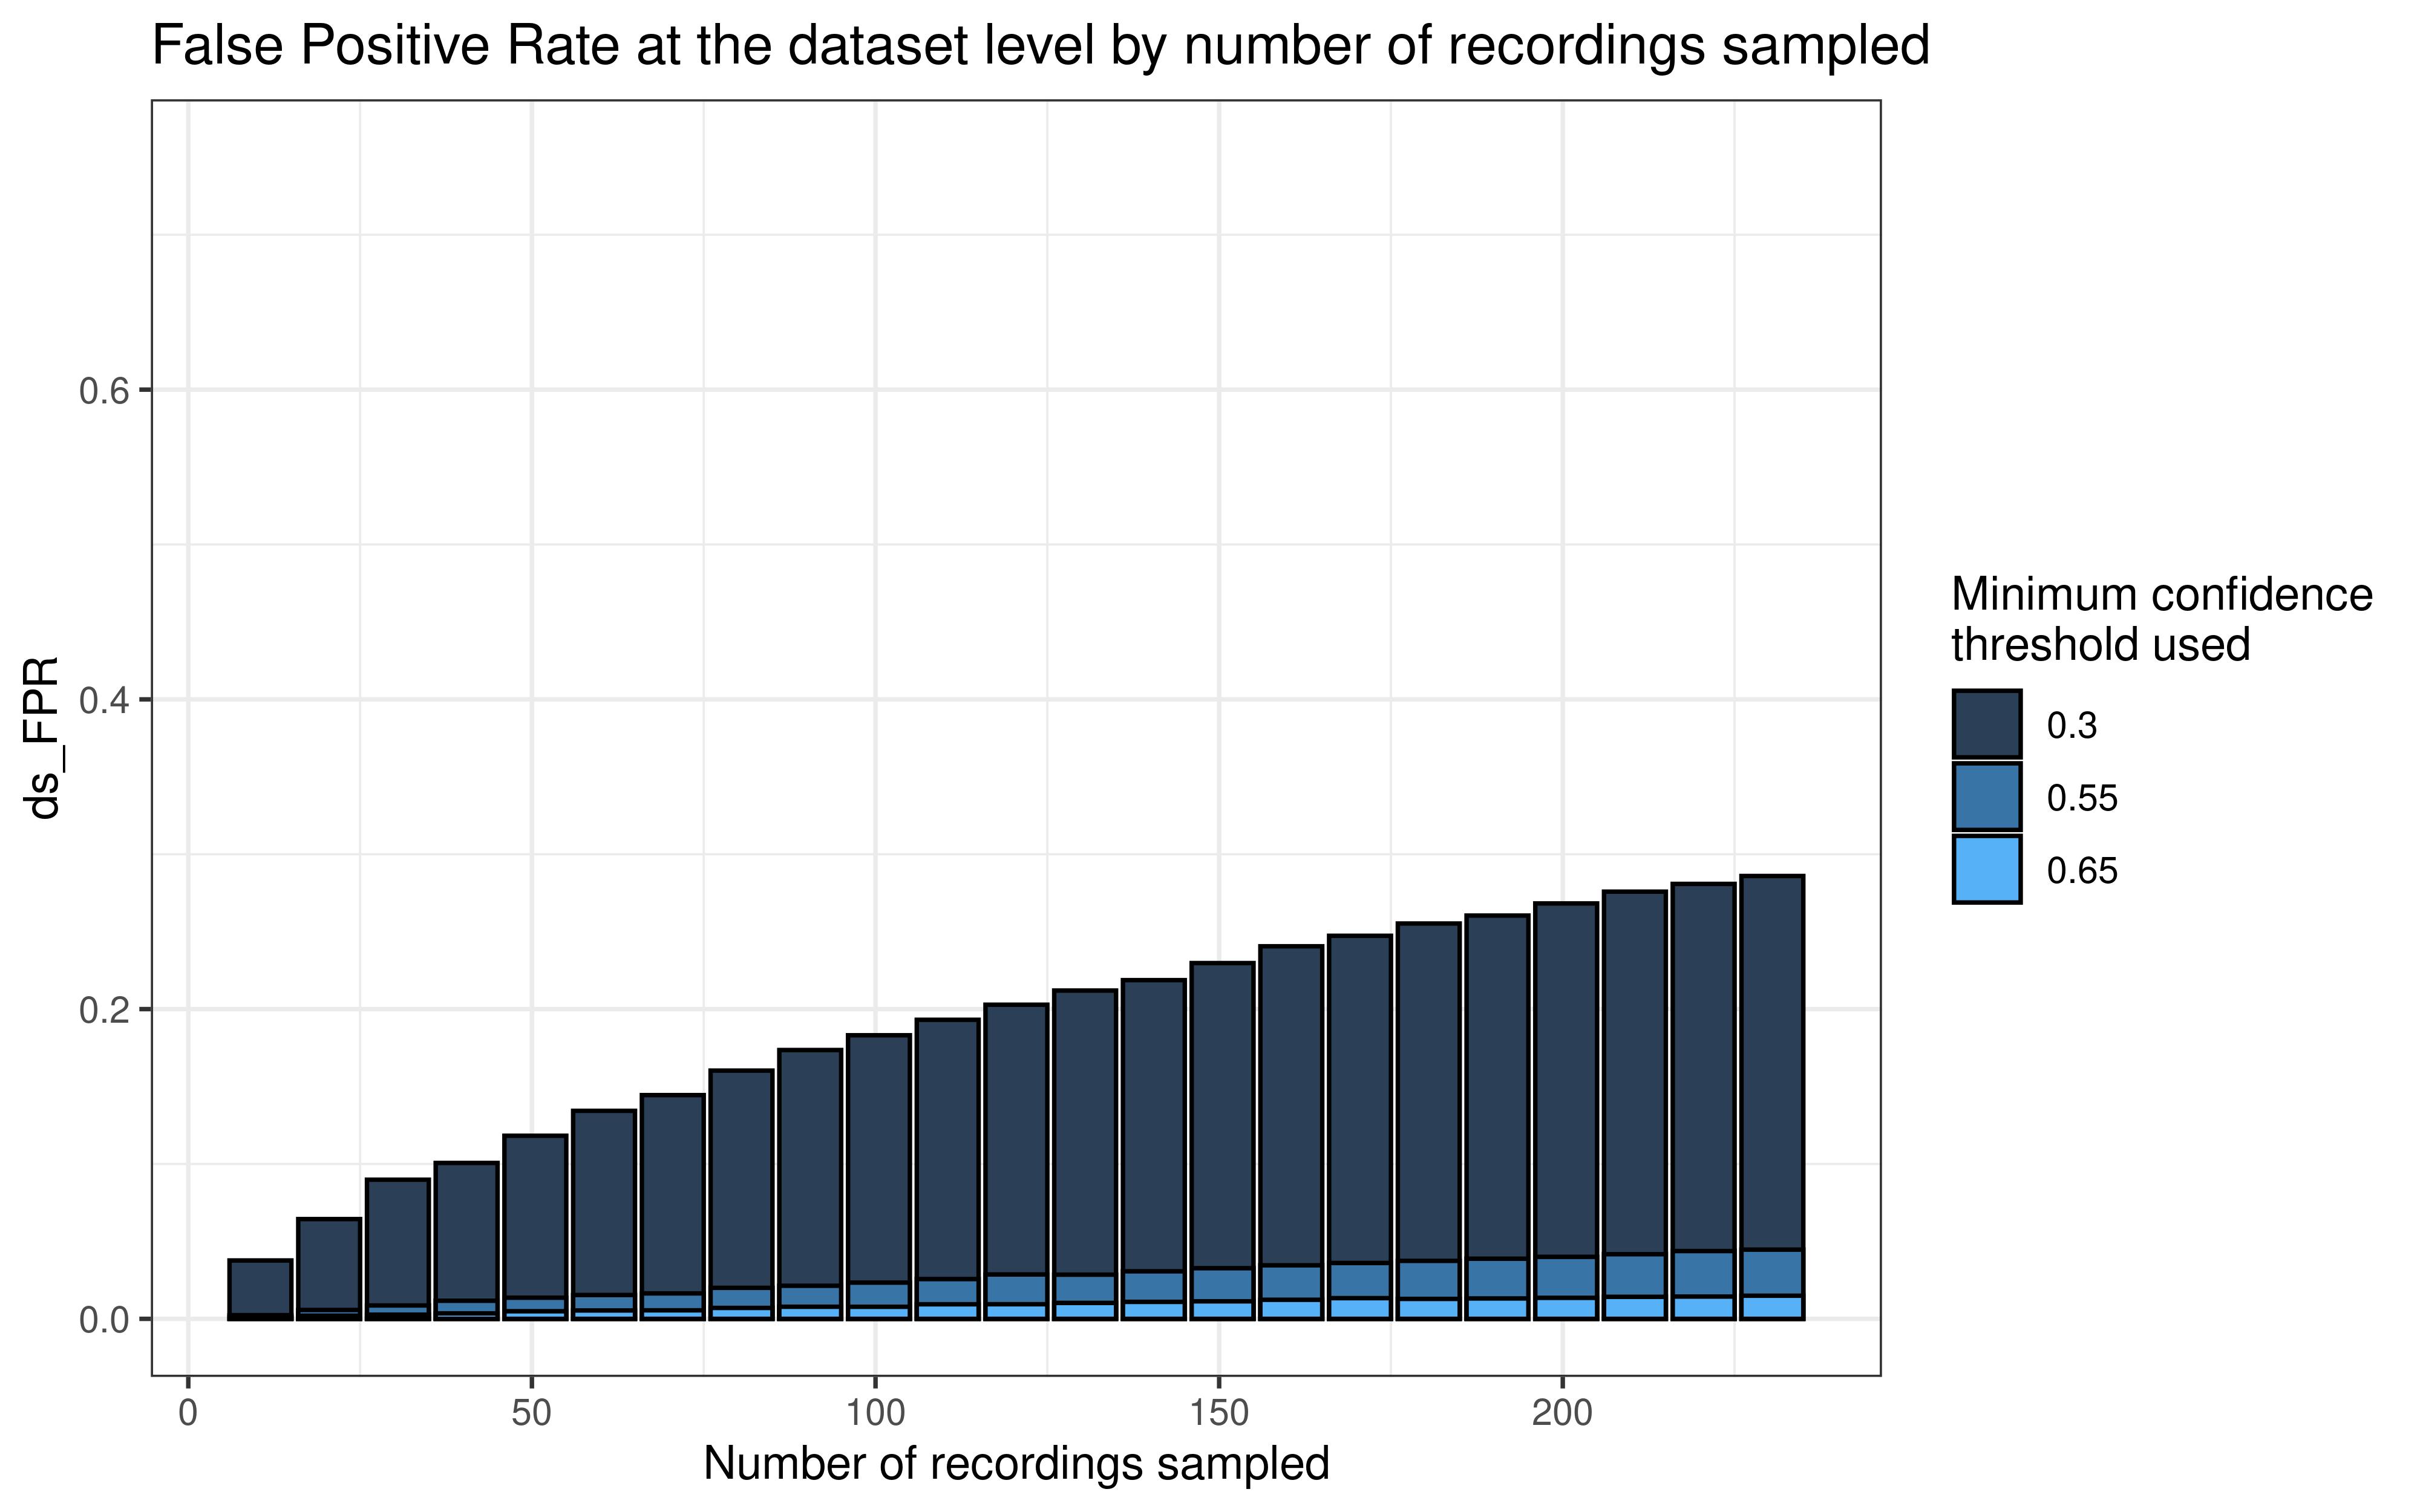 False Positive Rate at the dataset level by number of recordings sampled
ds_FPR
0.6
0.4
0.2
0.0
0 50 100 150 200
Number of recordings sampled
Minimum confidence
threshold used
0.3
0.55
0.65